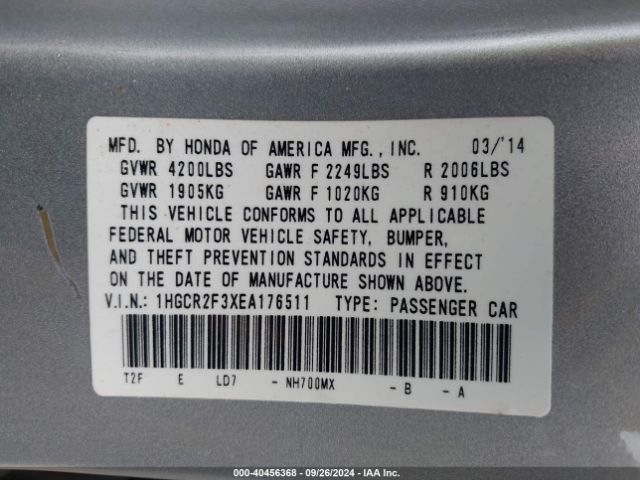 MFD. BY HONDA OF AMERICA MFG., INC. 03/'14
GVWR 4200LBS GAWR F 2249LBS R 2006LBS
GVWR 1905KG GAWR F 1020KG R 910KG
THIS VEHICLE CONFORMS TO ALL APPLICABLE
FEDERAL MOTOR VEHICLE SAFETY, BUMPER,
AND THEFT PREVENTION STANDARDS IN EFFECT
ON THE DATE OF MANUFACTURE SHOWN ABOVE.
V.I.N.: 1HGCR2F3XEA176511 TYPE: PASSENGER CAR
T2F E LD7 - NH700MX - B - A
000-40456368 - 09/26/2024 - IAA Inc.